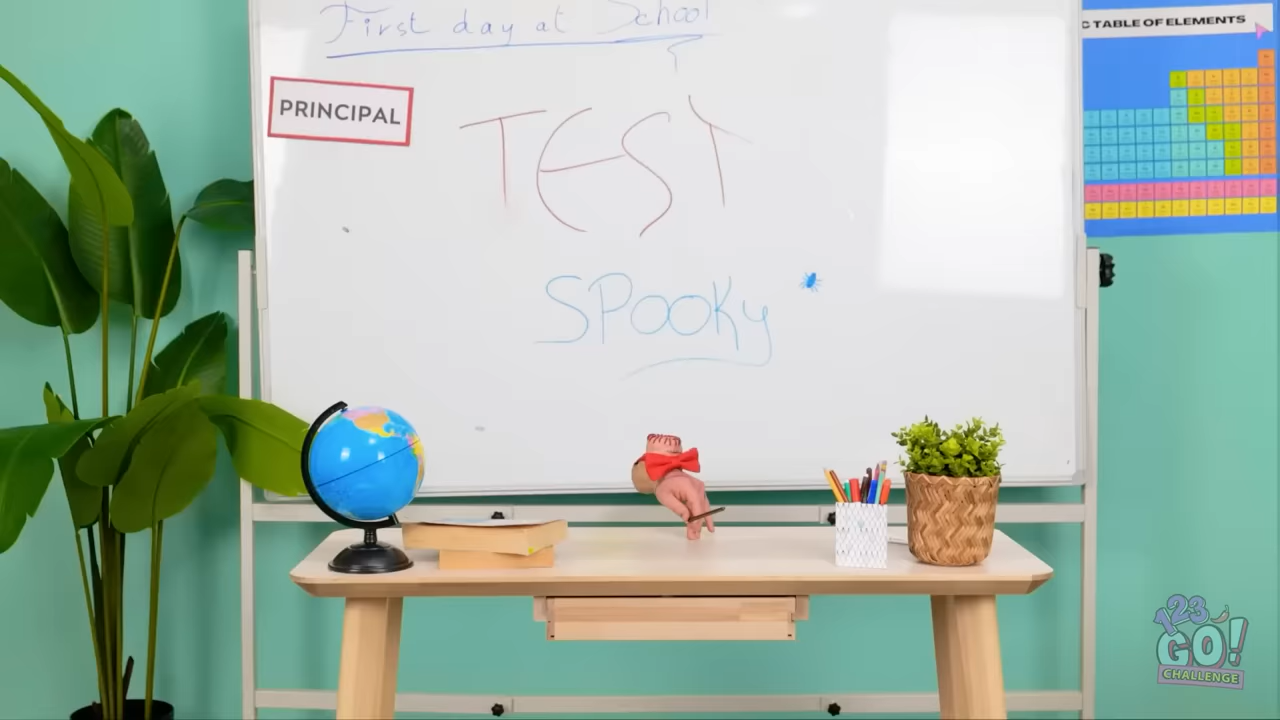 First day at School
PRINCIPAL
TEST
SPOOKY
C TABLE OF ELEMENTS
123
GO!
CHALLENGE